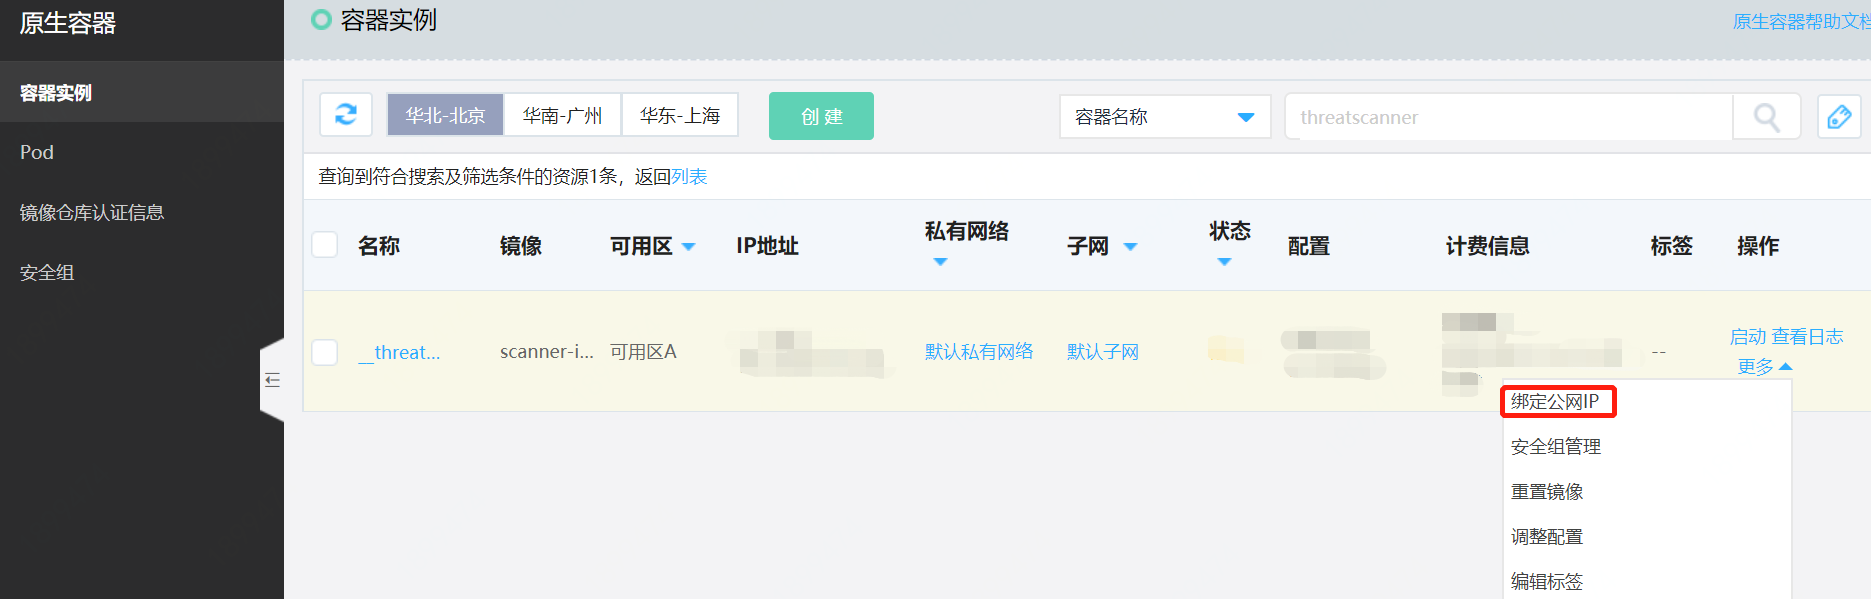 原生容器
容器实例
Pod
镜像仓库认证信息
安全组
容器实例
原生容器帮助文档
华北-北京 华南-广州 华东-上海 创建 容器名称 threatscanner
查询到符合搜索及筛选条件的资源1条，返回列表
名称 镜像 可用区 IP地址 私有网络 子网 状态 配置 计费信息 标签 操作
__threat... scanner-i... 可用区A 默认私有网络 默认子网 -- 启动 查看日志
更多
绑定公网IP
安全组管理
重置镜像
调整配置
编辑标签